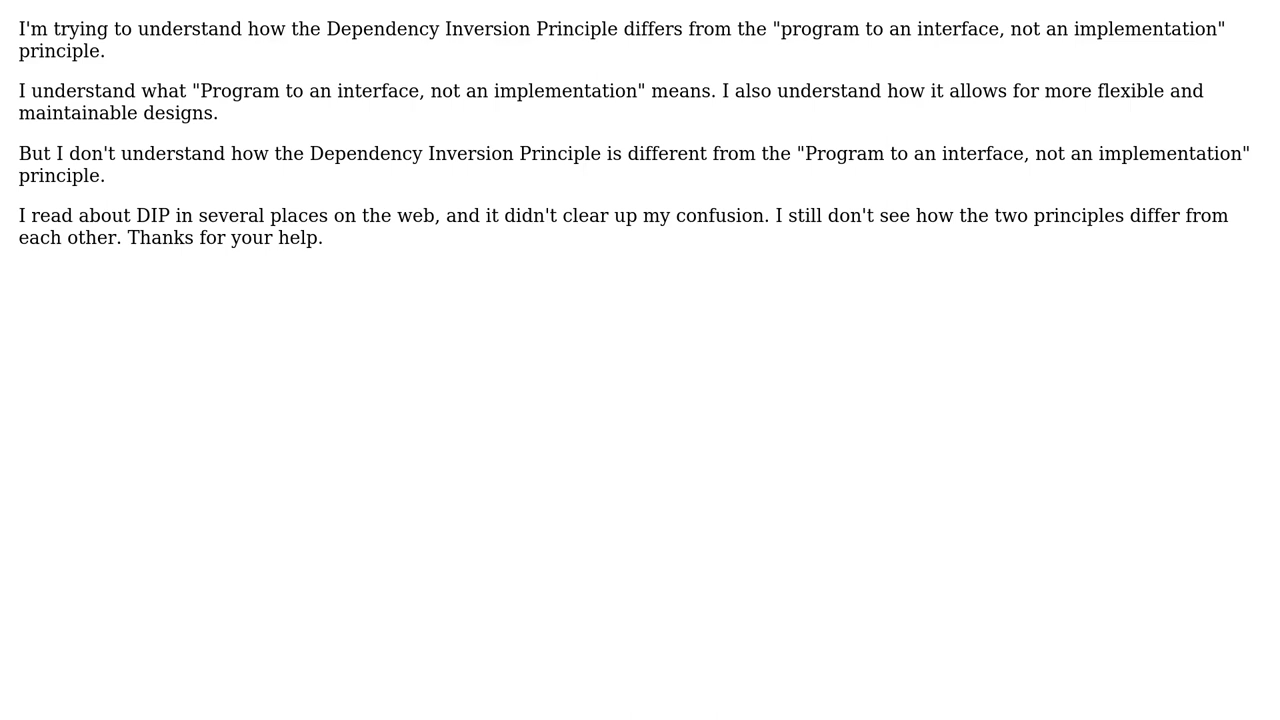 I'm trying to understand how the Dependency Inversion Principle differs from the "program to an interface, not an implementation"
principle.
I understand what "Program to an interface, not an implementation" means. I also understand how it allows for more flexible and
maintainable designs.
But I don't understand how the Dependency Inversion Principle is different from the "Program to an interface, not an implementation"
principle.
I read about DIP in several places on the web, and it didn't clear up my confusion. I still don't see how the two principles differ from
each other. Thanks for your help.